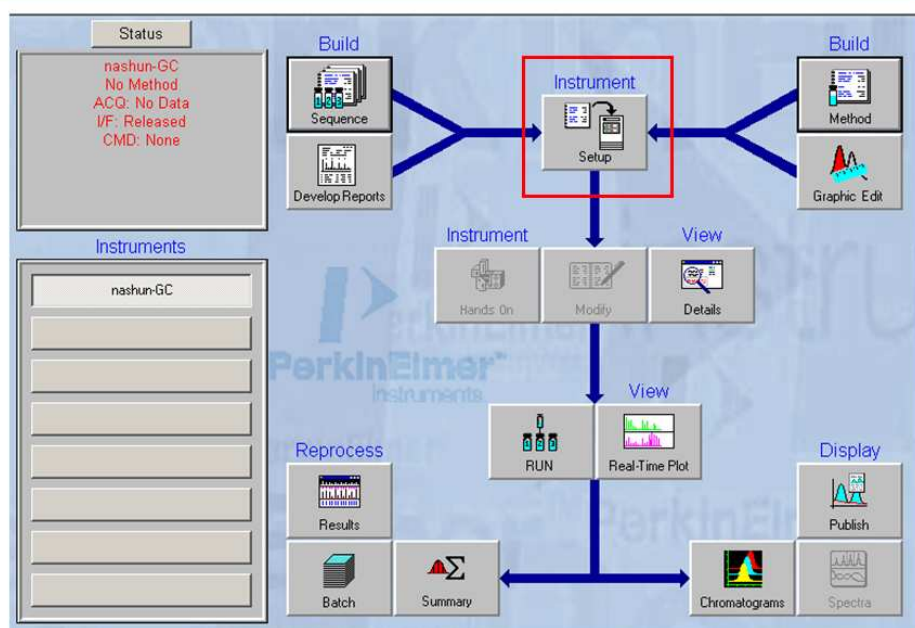 Status
nashun-GC
No Method
ACQ: No Data
I/F: Released
CMD: None
Instruments
nashun-GC
Build
Sequence
Develop Reports
Instrument
Setup
Build
Method
Graphic Edit
Instrument
Hands On
Modify
View
Details
PerkinElmer™
instruments
View
RUN
Real-Time Plot
Reprocess
Results
Batch
Summary
Display
Publish
Chromatograms
Spectra